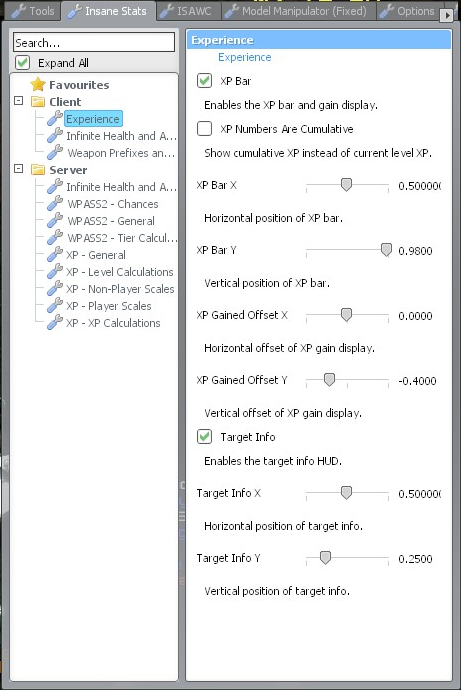 Tools
Insane Stats
ISAWC
Model Manipulator (Fixed)
Options
Search...
Expand All
Favourites
Client
Experience
Infinite Health and A...
Weapon Prefixes an...
Server
Infinite Health and A...
WPASS2 - Chances
WPASS2 - General
WPASS2 - Tier Calcul...
XP - General
XP - Level Calculations
XP - Non-Player Scales
XP - Player Scales
XP - XP Calculations
Experience
Experience
XP Bar
Enables the XP bar and gain display.
XP Numbers Are Cumulative
Show cumulative XP instead of current level XP.
XP Bar X
0.50000
Horizontal position of XP bar.
XP Bar Y
0.9800
Vertical position of XP bar.
XP Gained Offset X
0.0000
Horizontal offset of XP gain display.
XP Gained Offset Y
-0.4000
Vertical offset of XP gain display.
Target Info
Enables the target info HUD.
Target Info X
0.50000
Horizontal position of target info.
Target Info Y
0.2500
Vertical position of target info.